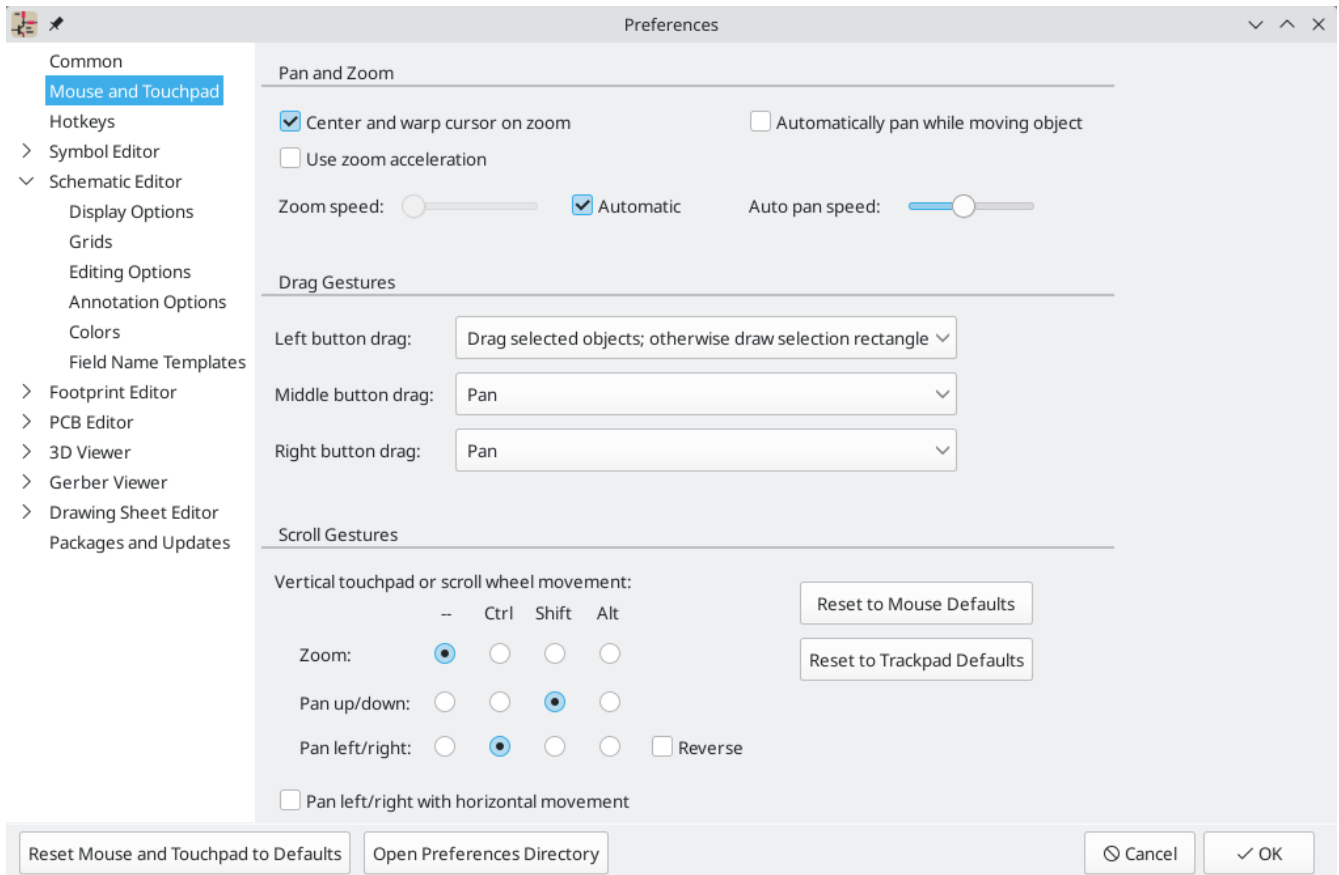 Preferences
Common
Mouse and Touchpad
Hotkeys
Symbol Editor
Schematic Editor
Display Options
Grids
Editing Options
Annotation Options
Colors
Field Name Templates
Footprint Editor
PCB Editor
3D Viewer
Gerber Viewer
Drawing Sheet Editor
Packages and Updates
Pan and Zoom
Center and warp cursor on zoom
Automatically pan while moving object
Use zoom acceleration
Zoom speed:
Automatic
Auto pan speed:
Drag Gestures
Left button drag:
Drag selected objects; otherwise draw selection rectangle
Middle button drag:
Pan
Right button drag:
Pan
Scroll Gestures
Vertical touchpad or scroll wheel movement:
-- Ctrl Shift Alt
Zoom:
Pan up/down:
Pan left/right:
Reverse
Pan left/right with horizontal movement
Reset to Mouse Defaults
Reset to Trackpad Defaults
Reset Mouse and Touchpad to Defaults
Open Preferences Directory
Cancel
OK